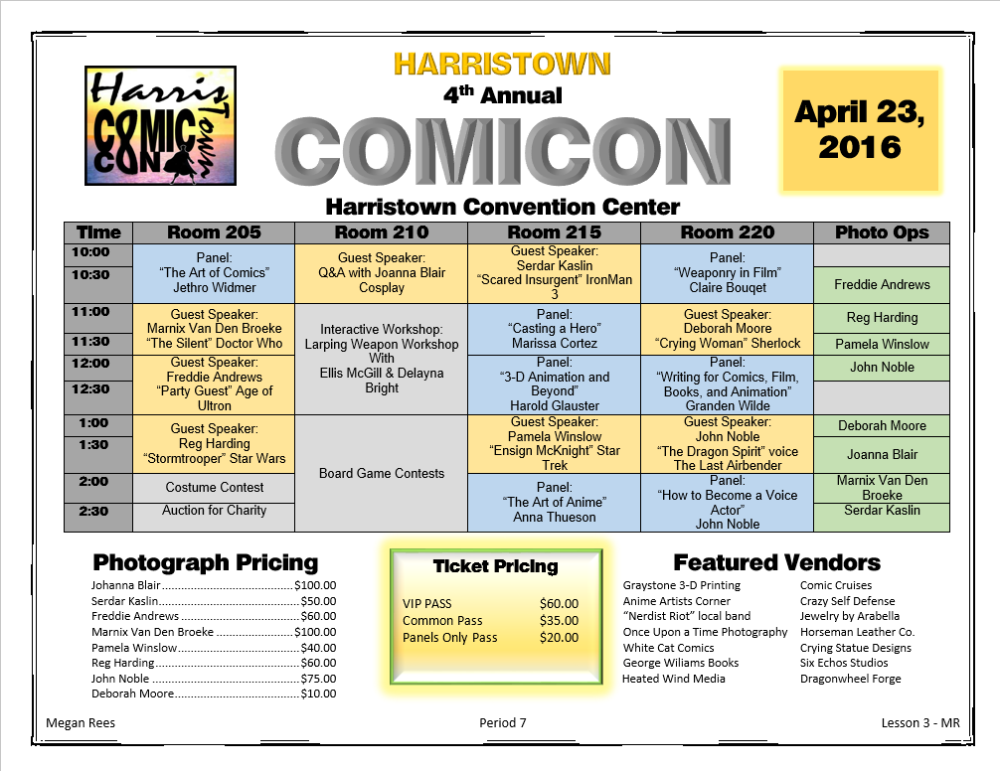 HARRISTOWN
4th Annual
COMICON
Harris Town
COMIC
CON
April 23,
2016
Harristown Convention Center
Time Room 205 Room 210 Room 215 Room 220 Photo Ops
10:00
10:30
Panel:
“The Art of Comics”
Jethro Widmer
Guest Speaker:
Q&A with Joanna Blair
Cosplay
Guest Speaker:
Serdar Kaslin
“Scared Insurgent” IronMan
3
Panel:
“Weaponry in Film”
Claire Bouqet
Freddie Andrews
11:00
11:30
Guest Speaker:
Marnix Van Den Broeke
“The Silent” Doctor Who
Interactive Workshop:
Larping Weapon Workshop
With
Ellis McGill & Delayna
Bright
Panel:
“Casting a Hero”
Marissa Cortez
Guest Speaker:
Deborah Moore
“Crying Woman” Sherlock
Reg Harding
Pamela Winslow
12:00
12:30
Guest Speaker:
Freddie Andrews
“Party Guest” Age of
Ultron
Panel:
“3-D Animation and
Beyond”
Harold Glauster
Panel:
“Writing for Comics, Film,
Books, and Animation”
Granden Wilde
John Noble
1:00
1:30
Guest Speaker:
Reg Harding
“Stormtrooper” Star Wars
Board Game Contests
Guest Speaker:
Pamela Winslow
“Ensign McKnight” Star
Trek
Guest Speaker:
John Noble
“The Dragon Spirit” voice
The Last Airbender
Deborah Moore
Joanna Blair
2:00
2:30
Costume Contest
Auction for Charity
Panel:
“The Art of Anime”
Anna Thueson
Panel:
“How to Become a Voice
Actor”
John Noble
Marnix Van Den
Broeke
Serdar Kaslin
Photograph Pricing
Johanna Blair........................................$100.00
Serdar Kaslin.........................................$50.00
Freddie Andrews ..................................$60.00
Marnix Van Den Broeke .......................$100.00
Pamela Winslow...................................$40.00
Reg Harding..........................................$60.00
John Noble ...........................................$75.00
Deborah Moore....................................$10.00
Ticket Pricing
VIP PASS $60.00
Common Pass $35.00
Panels Only Pass $20.00
Featured Vendors
Graystone 3-D Printing
Anime Artists Corner
“Nerdist Riot” local band
Once Upon a Time Photography
White Cat Comics
George Wiliams Books
Heated Wind Media
Comic Cruises
Crazy Self Defense
Jewelry by Arabella
Horseman Leather Co.
Crying Statue Designs
Six Echos Studios
Dragonwheel Forge
Megan Rees Period 7 Lesson 3 - MR